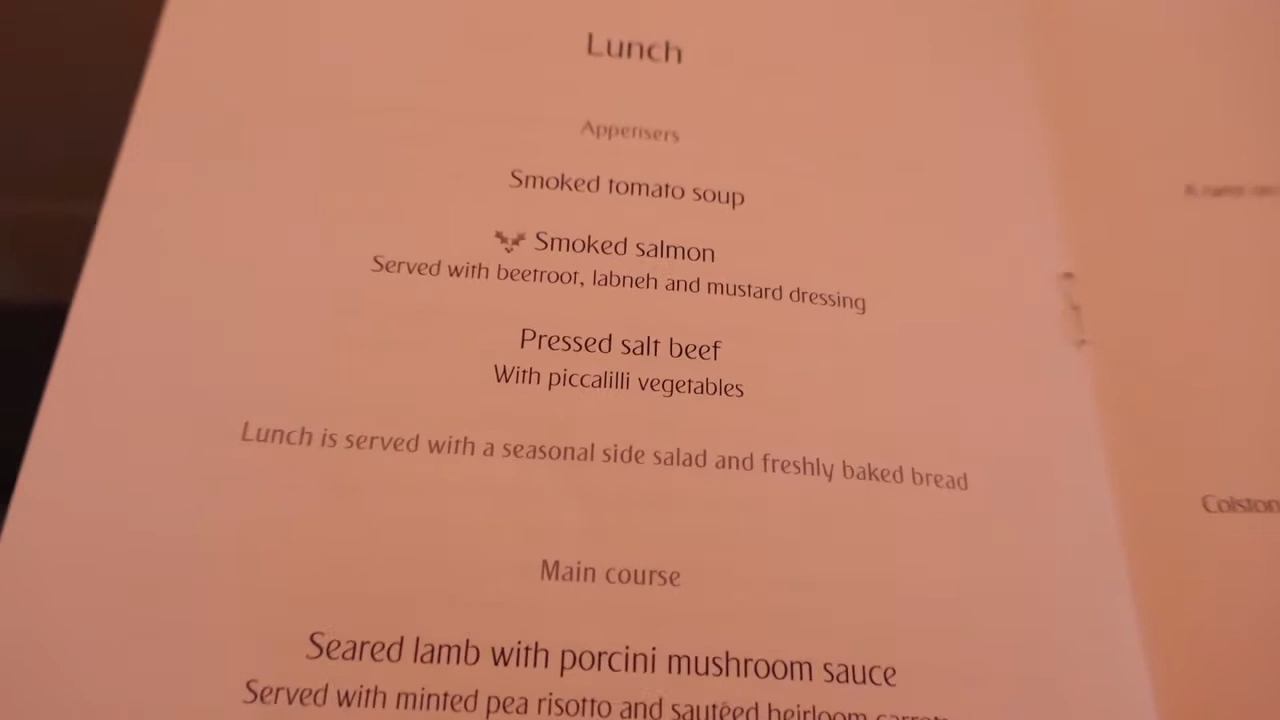 Lunch
Appetisers
Smoked tomato soup
Smoked salmon
Served with beetroot, labneh and mustard dressing
Pressed salt beef
With piccalilli vegetables
Lunch is served with a seasonal side salad and freshly baked bread
Main course
Seared lamb with porcini mushroom sauce
Served with minted pea risotto and sautéed heirloom
Colston